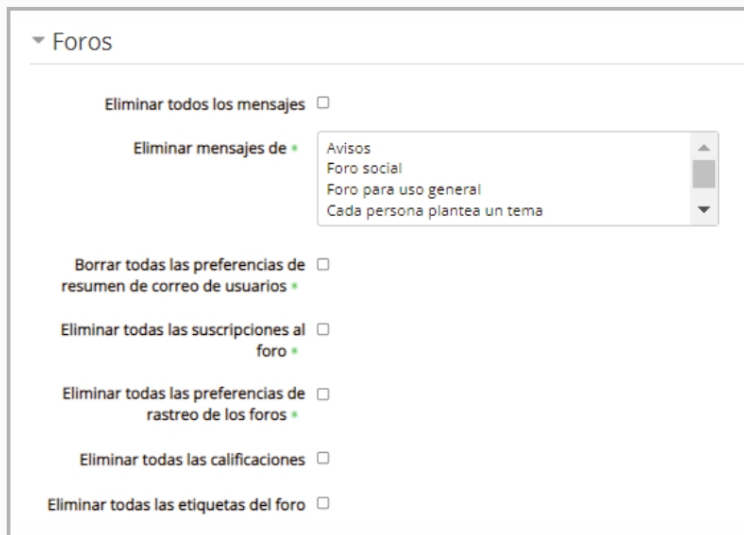 Foros
Eliminar todos los mensajes
Eliminar mensajes de *
Avisos
Foro social
Foro para uso general
Cada persona plantea un tema
Borrar todas las preferencias de
resumen de correo de usuarios *
Eliminar todas las suscripciones al
foro *
Eliminar todas las preferencias de
rastreo de los foros *
Eliminar todas las calificaciones
Eliminar todas las etiquetas del foro